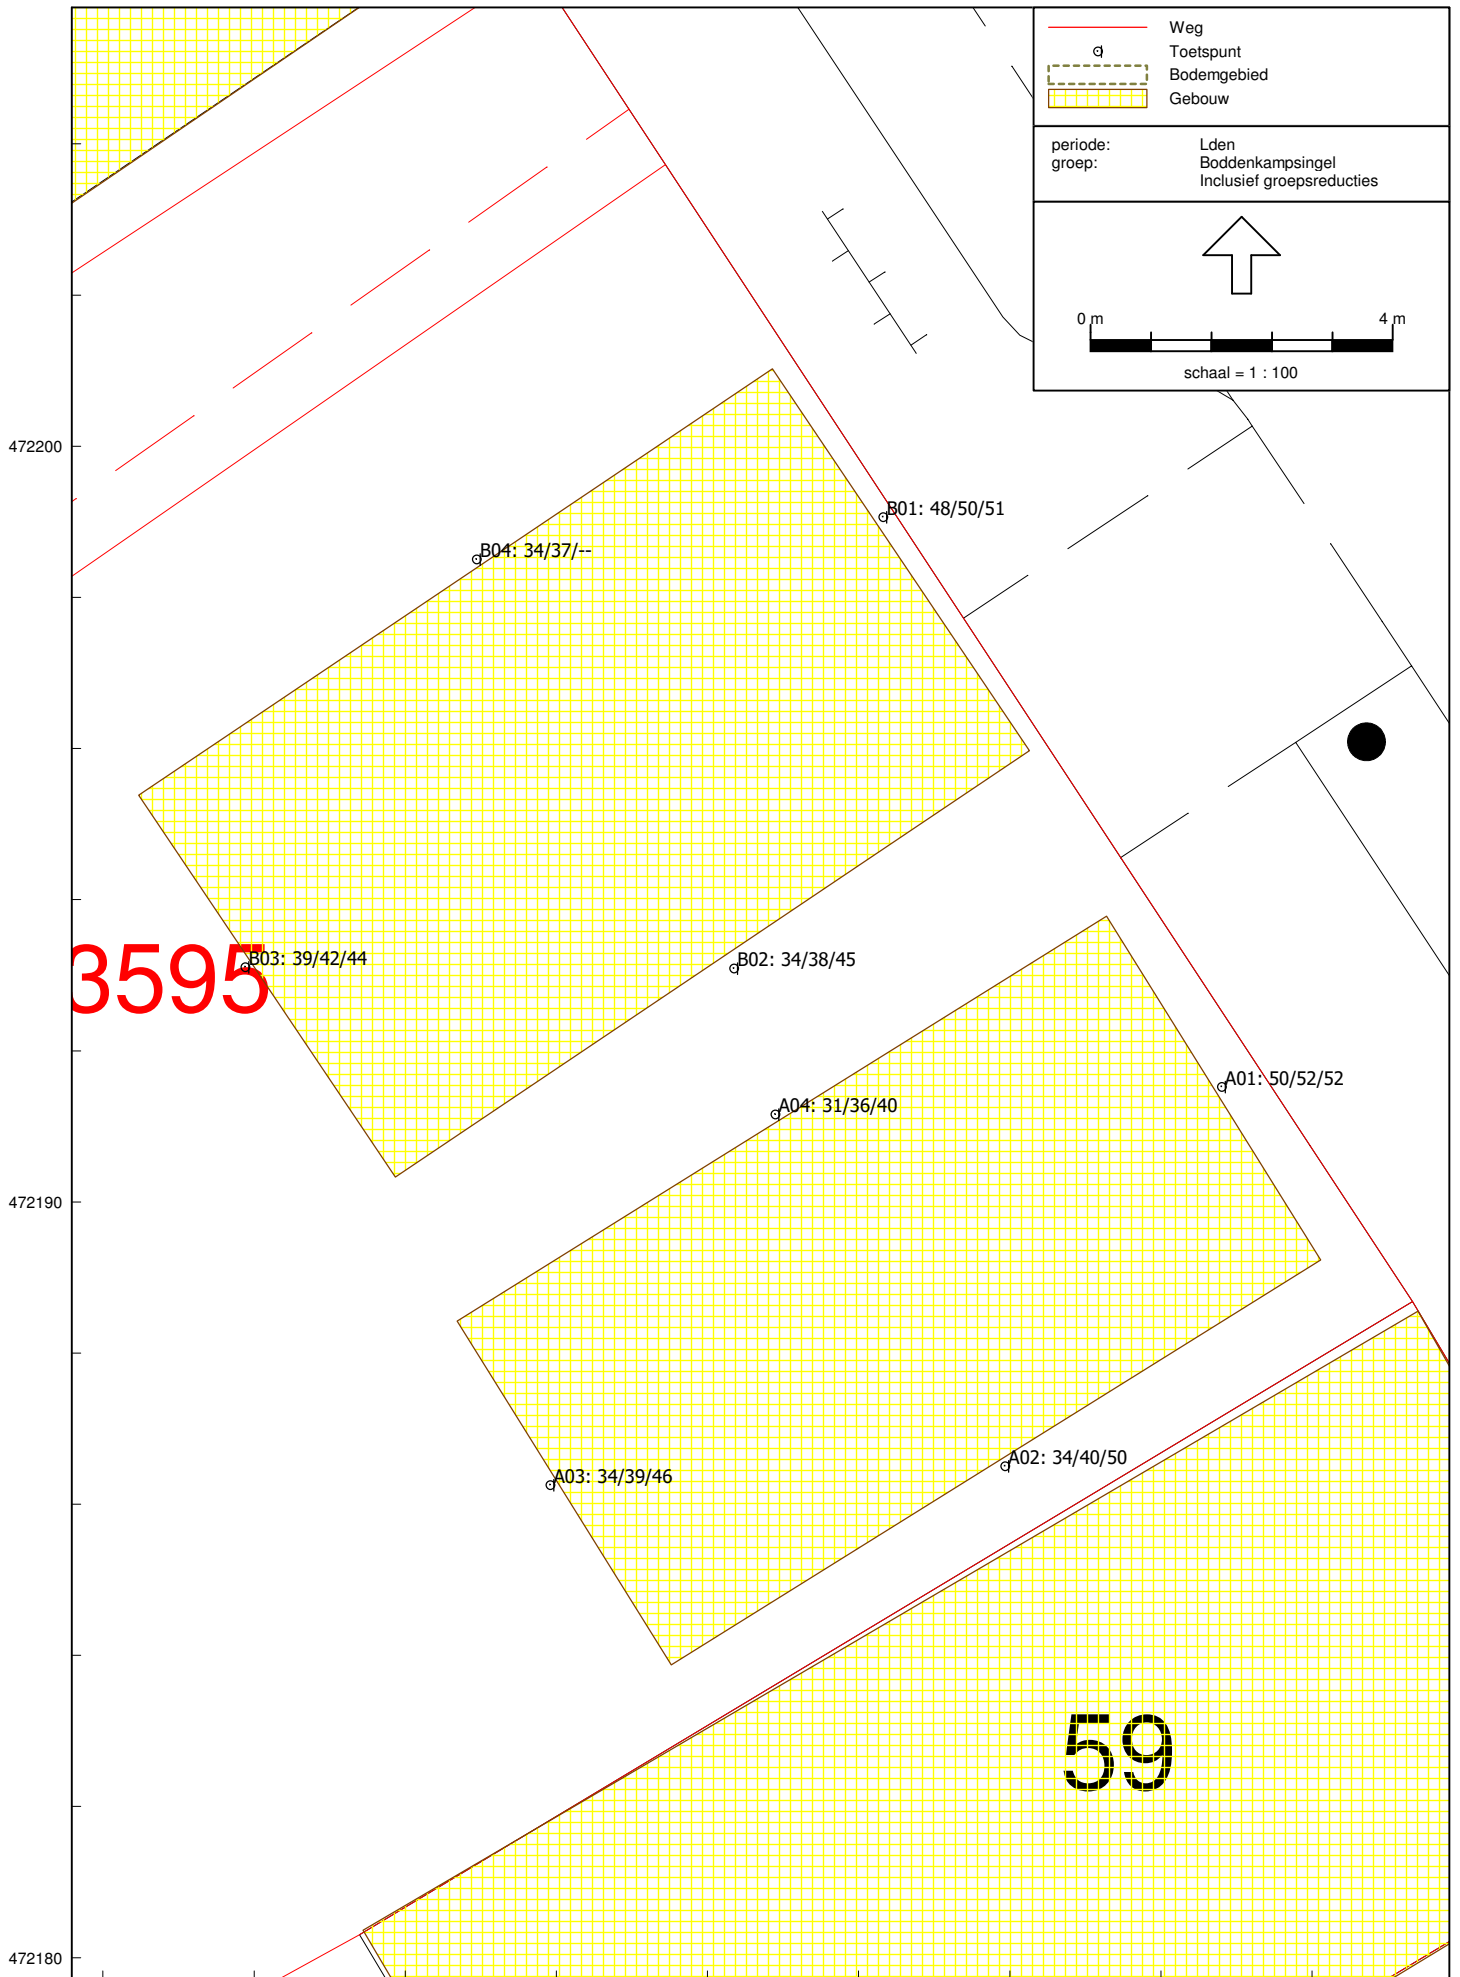 Weg
Toetspunt
Bodemgebied
Gebouw
periode: Lden
groep: Boddenkampsingel
Inclusief groepsreducties
0 m 4 m
schaal = 1 : 100
472200
B01: 48/50/51
B04: 34/37/--
3595
B03: 39/42/44
B02: 34/38/45
A01: 50/52/52
A04: 31/36/40
472190
A02: 34/40/50
A03: 34/39/46
59
472180